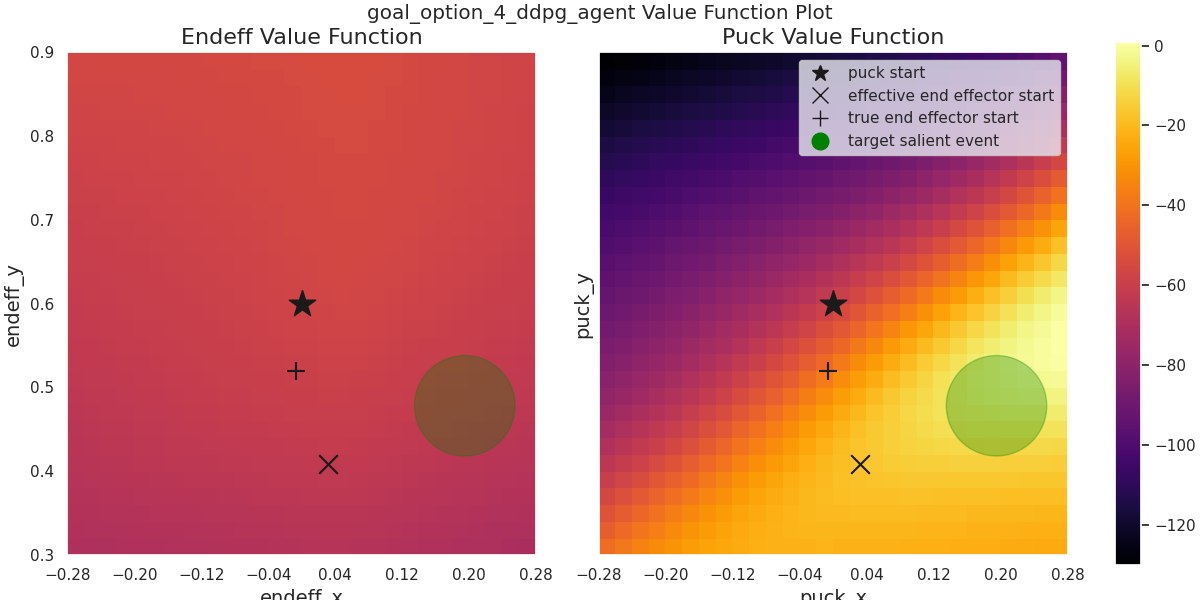 goal_option_4_ddpg_agent Value Function Plot
Endeff Value Function
Puck Value Function
0.9
0.8
0.7
0.6
0.5
0.4
0.3
endeff_y
−0.28
−0.20
−0.12
−0.04
0.04
0.12
0.20
0.28
endeff_x
puck_y
puck start
effective end effector start
true end effector start
target salient event
−0.28
−0.20
−0.12
−0.04
0.04
0.12
0.20
0.28
puck_x
0
−20
−40
−60
−80
−100
−120